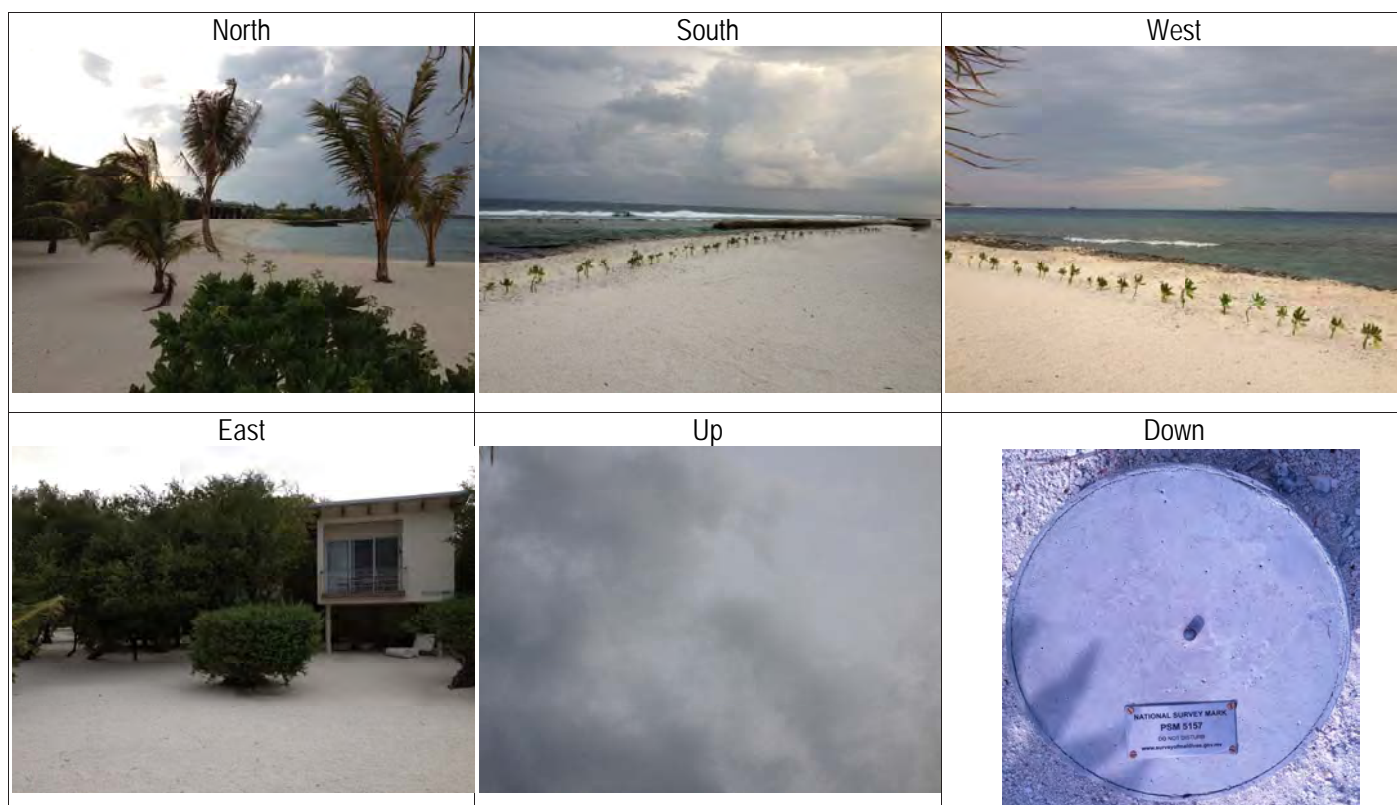 North
South
West
East
Up
Down
NATIONAL SURVEY MARK
PSM 5157
DO NOT DISTURB
www.surveyofmaldives.gov.mv